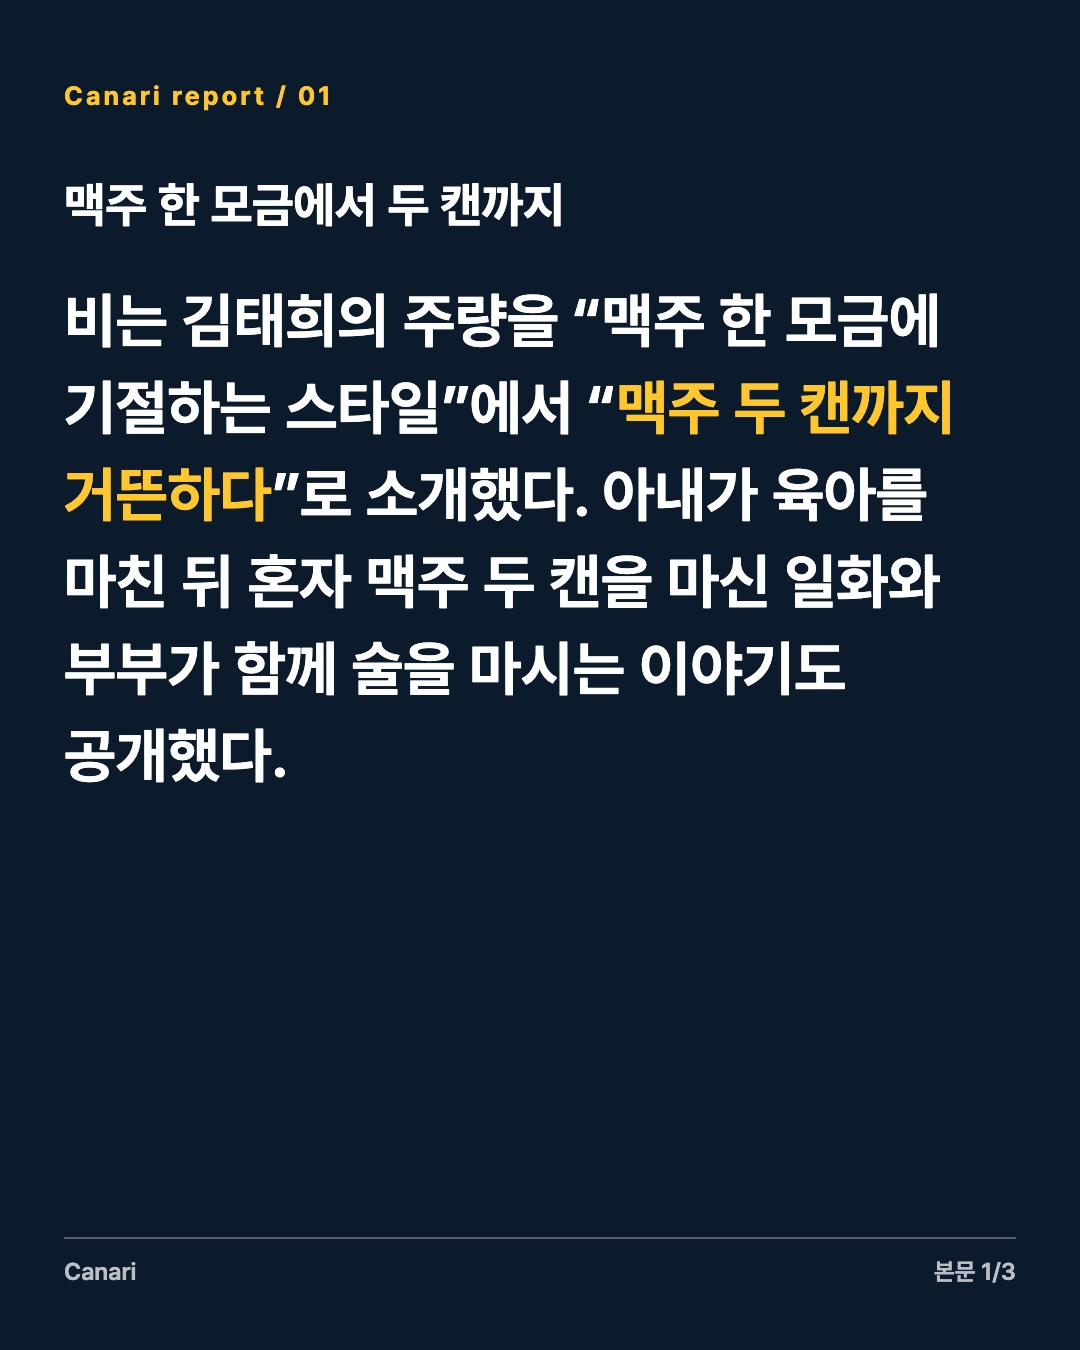 Canari report / 01
맥주 한 모금에서 두 캔까지
비는 김태희의 주량을 “맥주 한 모금에
기절하는 스타일”에서 “맥주 두 캔까지
거뜬하다”로 소개했다. 아내가 육아를
마친 뒤 혼자 맥주 두 캔을 마신 일화와
부부가 함께 술을 마시는 이야기도
공개했다.
Canari
본문 1/3